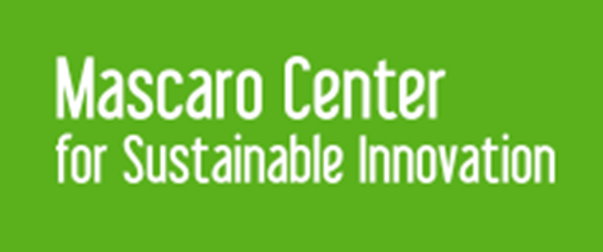 Mascaro Center
for Sustainable Innovation